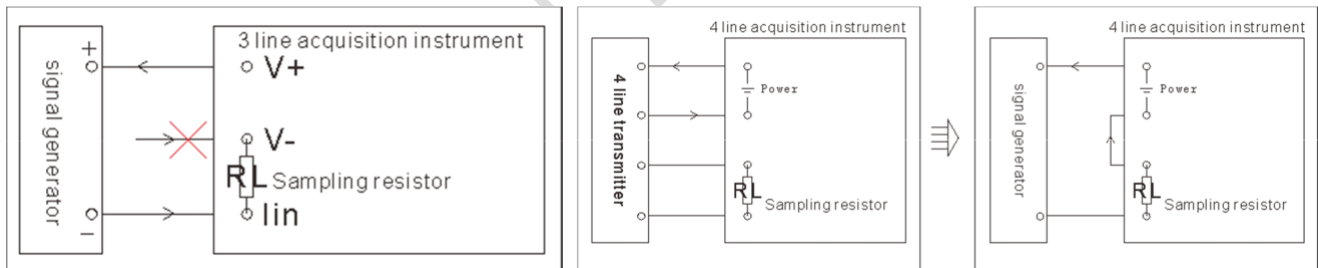 3 line acquisition instrument
+
V+
signal generator
V-
RL Sampling resistor
Iin
−
4 line acquisition instrument
4 line transmitter
Power
RL
Sampling resistor
4 line acquisition instrument
signal generator
Power
RL
Sampling resistor